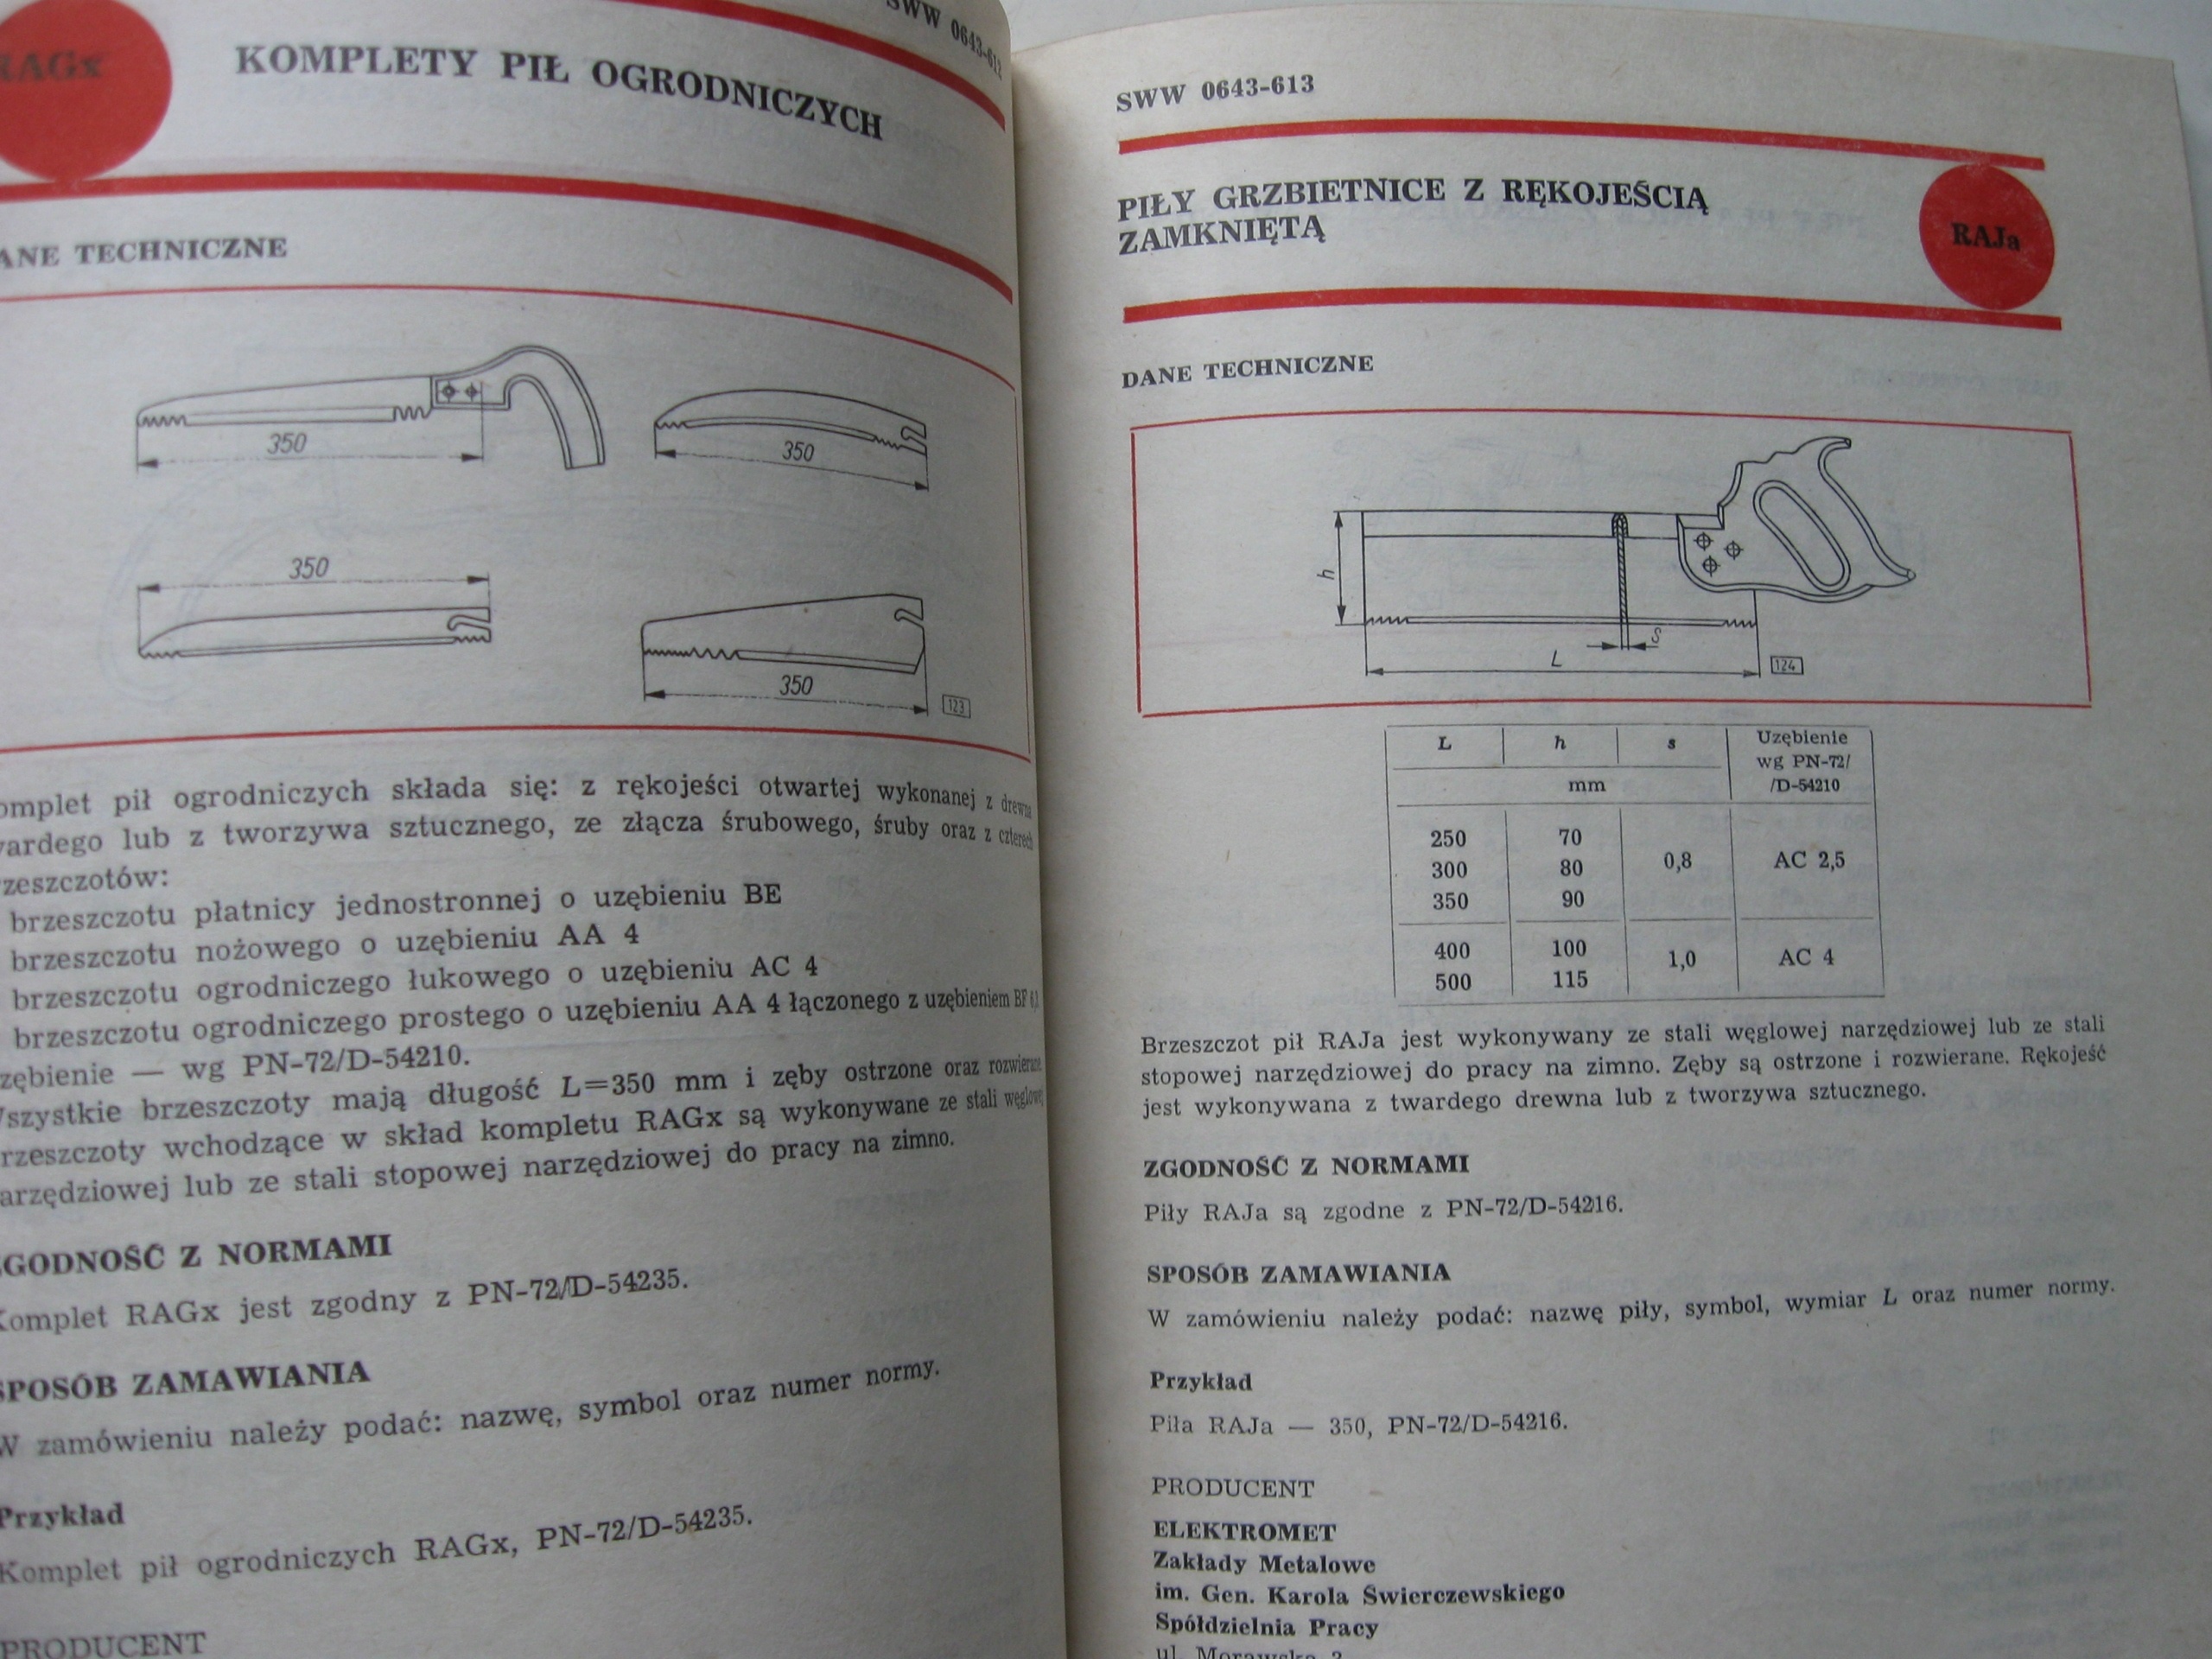 RAGx
SWW 0643-612
KOMPLETY PIŁ OGRODNICZYCH
ANE TECHNICZNE
350
350
350
350
123
omplet pił ogrodniczych składa się: z rękojeści otwartej wykonanej z drewna
ardego lub z tworzywa sztucznego, ze złącza śrubowego, śruby oraz z czterech
zeszczotów:
brzeszczotu płatnicy jednostronnej o uzębieniu BE
brzeszczotu nożowego o uzębieniu AA 4
brzeszczotu ogrodniczego łukowego o uzębieniu AC 4
brzeszczotu ogrodniczego prostego o uzębieniu AA 4 łączonego z uzębieniem BF
zębienie — wg PN-72/D-54210.
szystkie brzeszczoty mają długość L=350 mm i zęby ostrzone oraz rozwierane
rzeszczoty wchodzące w skład kompletu RAGx są wykonywane ze stali węglowej
arzędziowej lub ze stali stopowej narzędziowej do pracy na zimno.
GODNOŚĆ Z NORMAMI
Komplet RAGx jest zgodny z PN-72/D-54235.
SPOSÓB ZAMAWIANIA
W zamówieniu należy podać: nazwę, symbol oraz numer normy.
Przykład
Komplet pił ogrodniczych RAGx, PN-72/D-54235.
PRODUCENT
SWW 0643-613
PIŁY GRZBIETNICE Z RĘKOJEŚCIĄ
ZAMKNIĘTĄ
RAJa
DANE TECHNICZNE
h
S
L
124
L h s Uzębienie
wg PN-72/
mm /D-54210
250 70
300 80 0,8 AC 2,5
350 90
400 100
1,0 AC 4
500 115
Brzeszczot pił RAJa jest wykonywany ze stali węglowej narzędziowej lub ze stali
stopowej narzędziowej do pracy na zimno. Zęby są ostrzone i rozwierane. Rękojeść
jest wykonywana z twardego drewna lub z tworzywa sztucznego.
ZGODNOŚĆ Z NORMAMI
Piły RAJa są zgodne z PN-72/D-54216.
SPOSÓB ZAMAWIANIA
W zamówieniu należy podać: nazwę piły, symbol, wymiar L oraz numer normy.
Przykład
Piła RAJa — 350, PN-72/D-54216.
PRODUCENT
ELEKTROMET
Zakłady Metalowe
im. Gen. Karola Świerczewskiego
Spółdzielnia Pracy
ul.